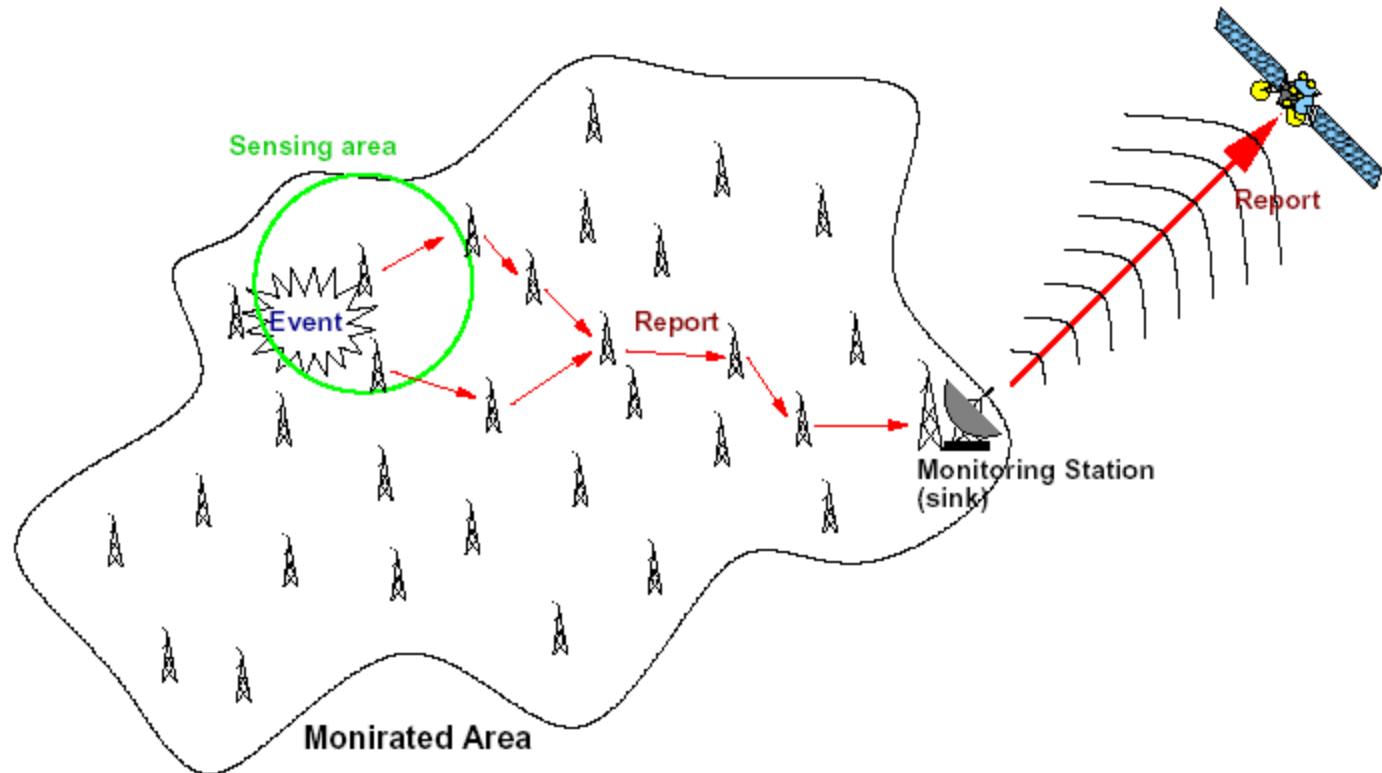 Sensing area
Report
Event
Report
Monitoring Station
(sink)
Monirated Area